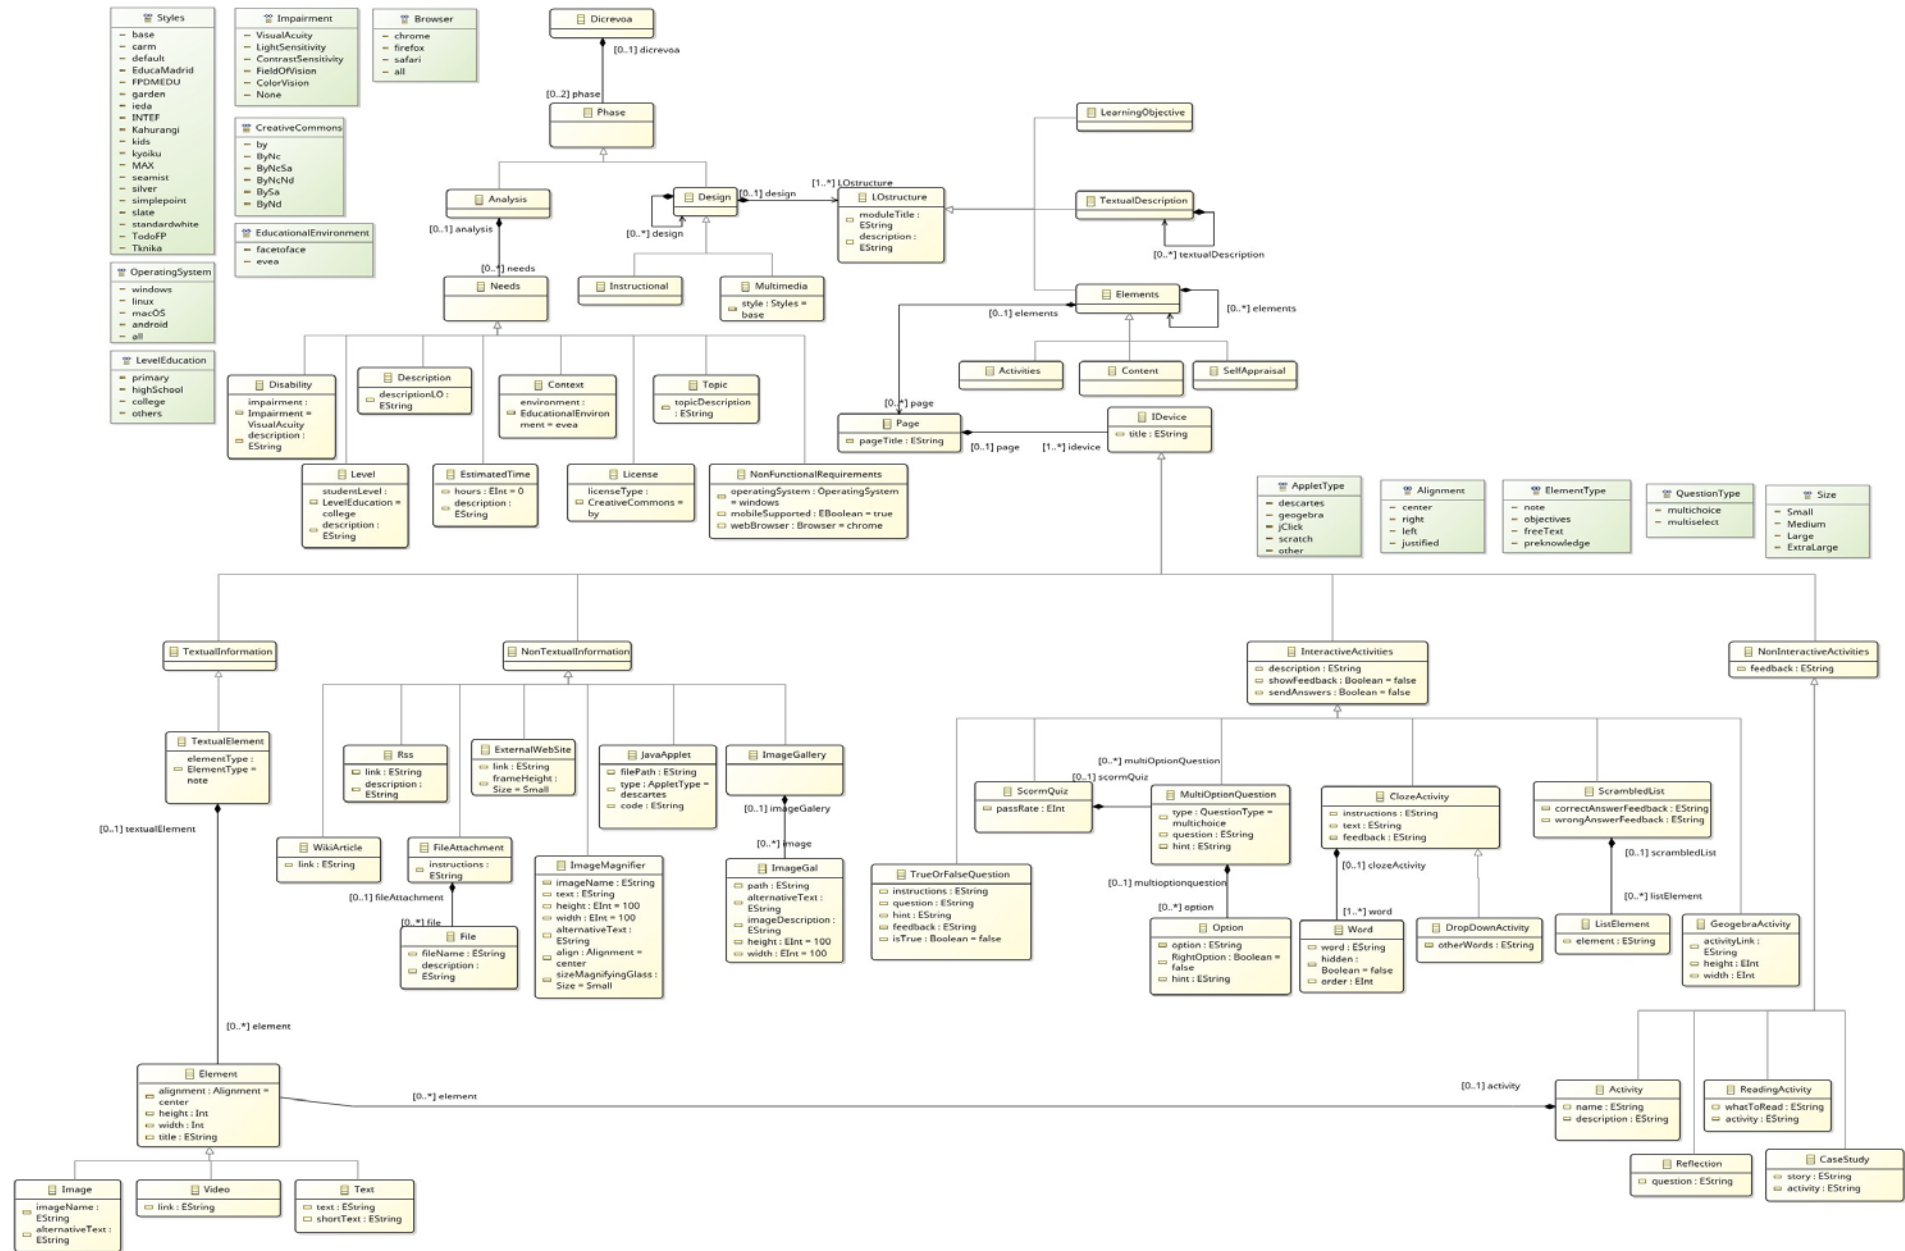 Styles
base
carm
default
EducaMadrid
FPDMEDU
garden
ieda
INTEF
Kahurangi
kids
kyoiku
MAX
seamist
silver
simplepoint
slate
standardwhite
TodoFP
Tknika
Impairment
VisualAcuity
LightSensitivity
ContrastSensitivity
FieldOfVision
ColorVision
None
Browser
chrome
firefox
safari
all
CreativeCommons
by
ByNc
ByNcSa
ByNcNd
BySa
ByNd
EducationalEnvironment
facetoface
evea
OperatingSystem
windows
linux
macOS
android
all
LevelEducation
primary
highSchool
college
others
Dicrevoa
[0..1] dicrevoa
[0..2] phase
Phase
Analysis
[0..1] analysis
[0..*] needs
Needs
Design
[0..1] design
[0..*] design
[1..*] LOstructure
LOstructure
moduleTitle :
EString
description :
EString
Instructional
Multimedia
style : Styles =
base
LearningObjective
TextualDescription
[0..*] textualDescription
Elements
[0..1] elements
[0..*] elements
Activities
Content
SelfAppraisal
Disability
impairment :
Impairment =
VisualAcuity
description :
EString
Description
descriptionLO :
EString
Context
environment :
EducationalEnviron
ment = evea
Topic
topicDescription
: EString
Level
studentLevel :
LevelEducation =
college
description :
EString
EstimatedTime
hours : EInt = 0
description :
EString
License
licenseType :
CreativeCommons =
by
NonFunctionalRequirements
operatingSystem : OperatingSystem
= windows
mobileSupported : EBoolean = true
webBrowser : Browser = chrome
[0..*] page
Page
pageTitle : EString
[0..1] page
[1..*] idevice
IDevice
title : EString
AppletType
descartes
geogebra
jClick
scratch
other
Alignment
center
right
left
justified
ElementType
note
objectives
freeText
preknowledge
QuestionType
multichoice
multiselect
Size
Small
Medium
Large
ExtraLarge
TextualInformation
NonTextualInformation
InteractiveActivities
description : EString
showFeedback : Boolean = false
sendAnswers : Boolean = false
NonInteractiveActivities
feedback : EString
TextualElement
elementType :
ElementType =
note
[0..1] textualElement
Rss
link : EString
description :
EString
ExternalWebSite
link : EString
frameHeight :
Size = Small
JavaApplet
filePath : EString
type : AppletType =
descartes
code : EString
ImageGallery
[0..1] imageGalery
[0..*] image
WikiArticle
link : EString
FileAttachment
instructions :
EString
[0..1] fileAttachment
[0..*] file
File
fileName : EString
description :
EString
ImageMagnifier
imageName : EString
text : EString
height : EInt = 100
width : EInt = 100
alternativeText :
EString
align : Alignment =
center
sizeMagnifyingGlass :
Size = Small
ImageGal
path : EString
alternativeText :
EString
imageDescription :
EString
height : EInt = 100
width : EInt = 100
[0..*] multiOptionQuestion
[0..1] scormQuiz
ScormQuiz
passRate : EInt
MultiOptionQuestion
type : QuestionType =
multichoice
question : EString
hint : EString
[0..1] multioptionquestion
[0..*] option
ClozeActivity
instructions : EString
text : EString
feedback : EString
[0..1] clozeActivity
[1..*] word
ScrambledList
correctAnswerFeedback : EString
wrongAnswerFeedback : EString
[0..1] scrambledList
[0..*] listElement
TrueOrFalseQuestion
instructions : EString
question : EString
hint : EString
feedback : EString
isTrue : Boolean = false
Option
option : EString
RightOption : Boolean =
false
hint : EString
Word
word : EString
hidden :
Boolean = false
order : EInt
DropDownActivity
otherWords : EString
ListElement
element : EString
GeogebraActivity
activityLink :
EString
height : EInt
width : EInt
[0..*] element
Element
alignment : Alignment =
center
height : Int
width : Int
title : EString
[0..*] element
[0..1] activity
Activity
name : EString
description : EString
ReadingActivity
whatToRead : EString
activity : EString
Reflection
question : EString
CaseStudy
story : EString
activity : EString
Image
imageName :
EString
alternativeText :
EString
Video
link : EString
Text
text : EString
shortText : EString